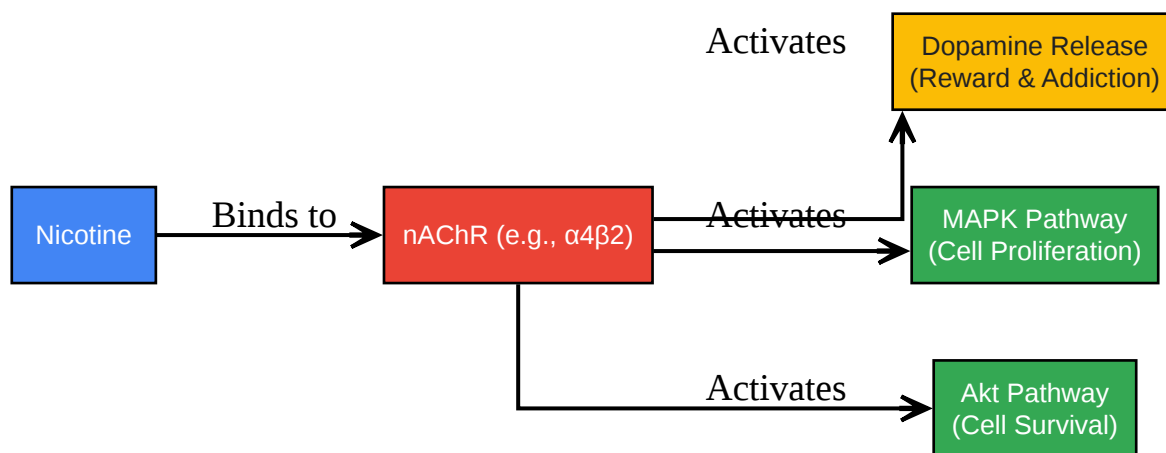 Activates
Dopamine Release
(Reward & Addiction)
Nicotine
Binds to
nAChR (e.g., α4β2)
Activates
MAPK Pathway
(Cell Proliferation)
Activates
Akt Pathway
(Cell Survival)